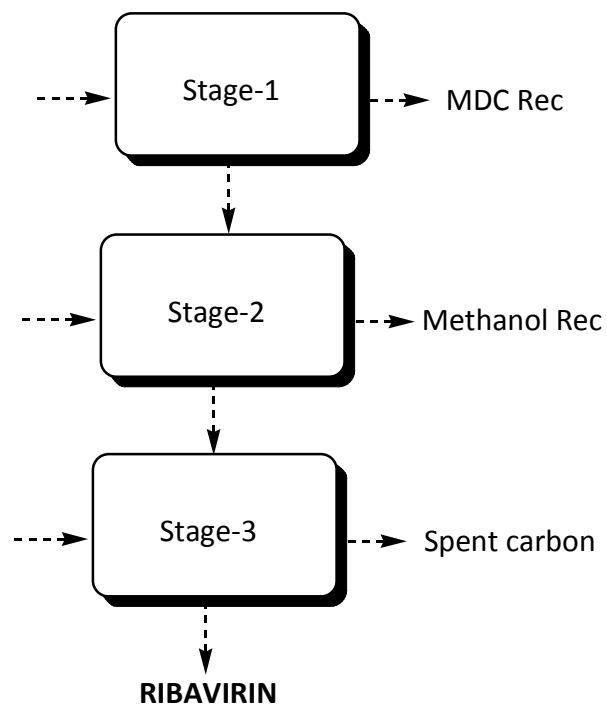 Stage-1
MDC Rec
Stage-2
Methanol Rec
Stage-3
Spent carbon
RIBAVIRIN